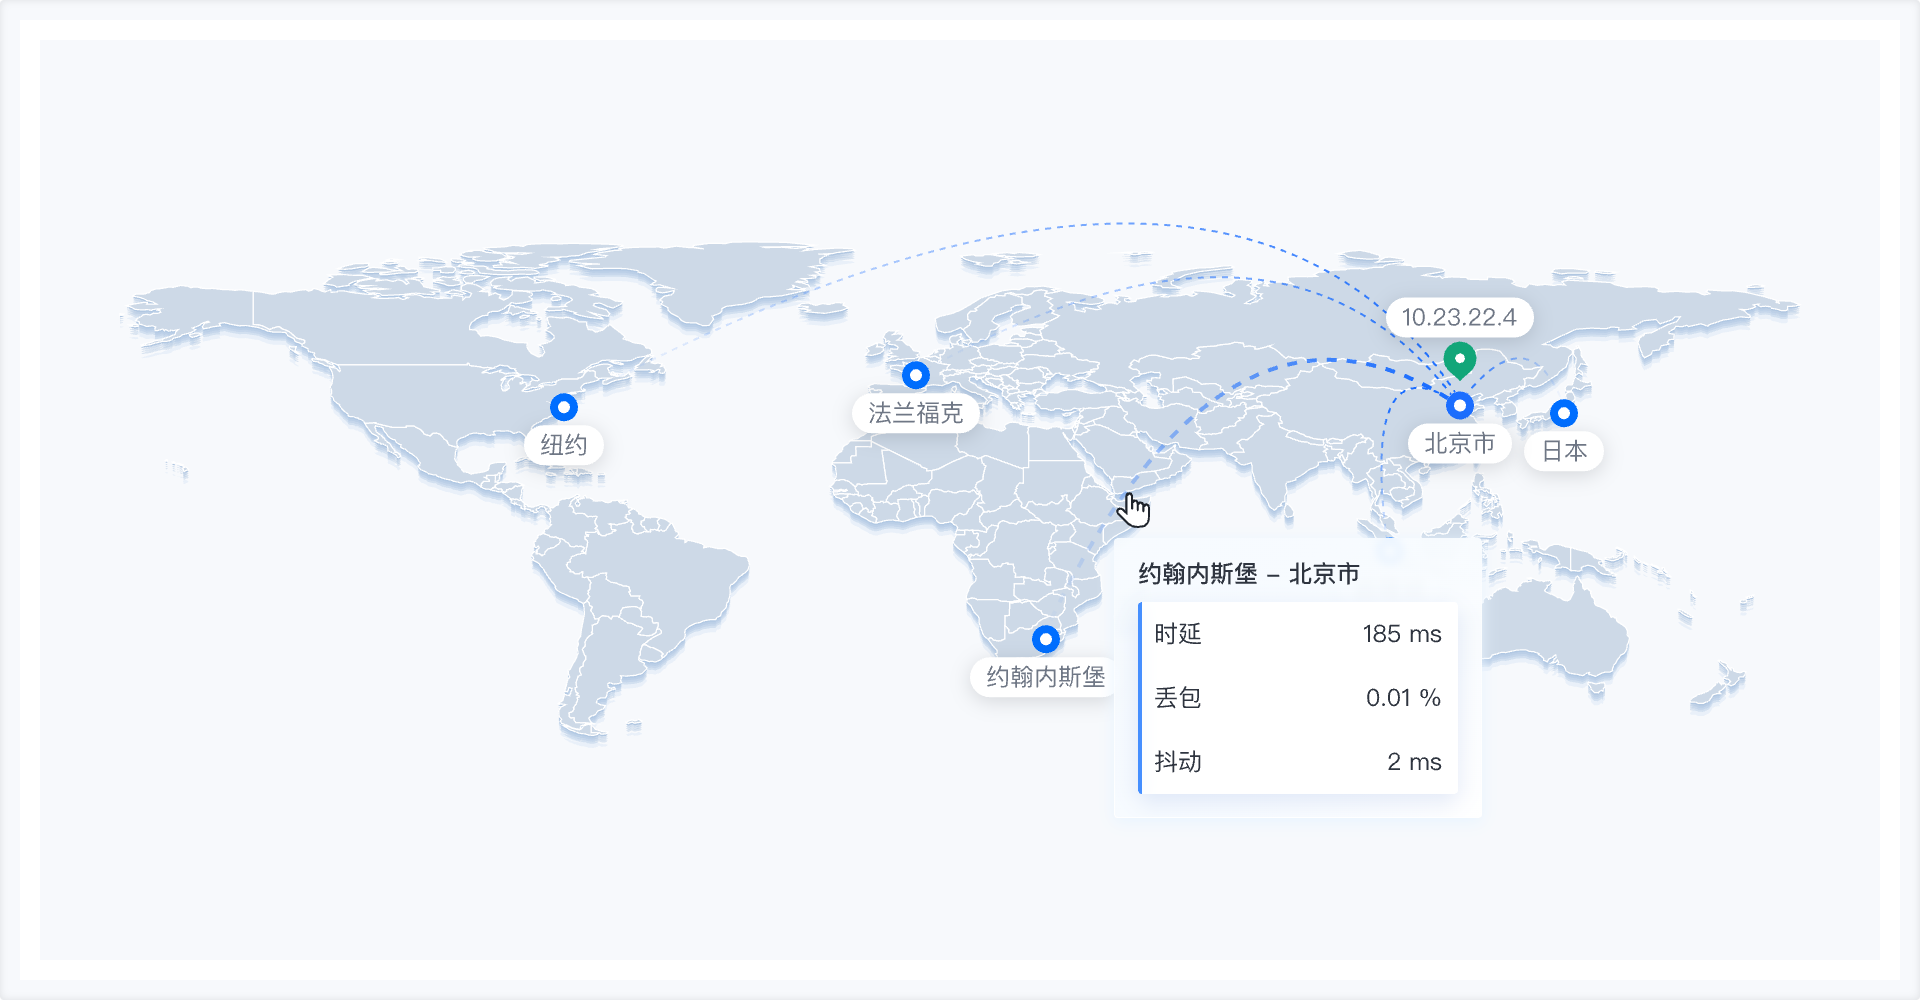 10.23.22.4
法兰福克
纽约
北京市
日本
约翰内斯堡
约翰内斯堡 – 北京市
时延 185 ms
丢包 0.01 %
抖动 2 ms